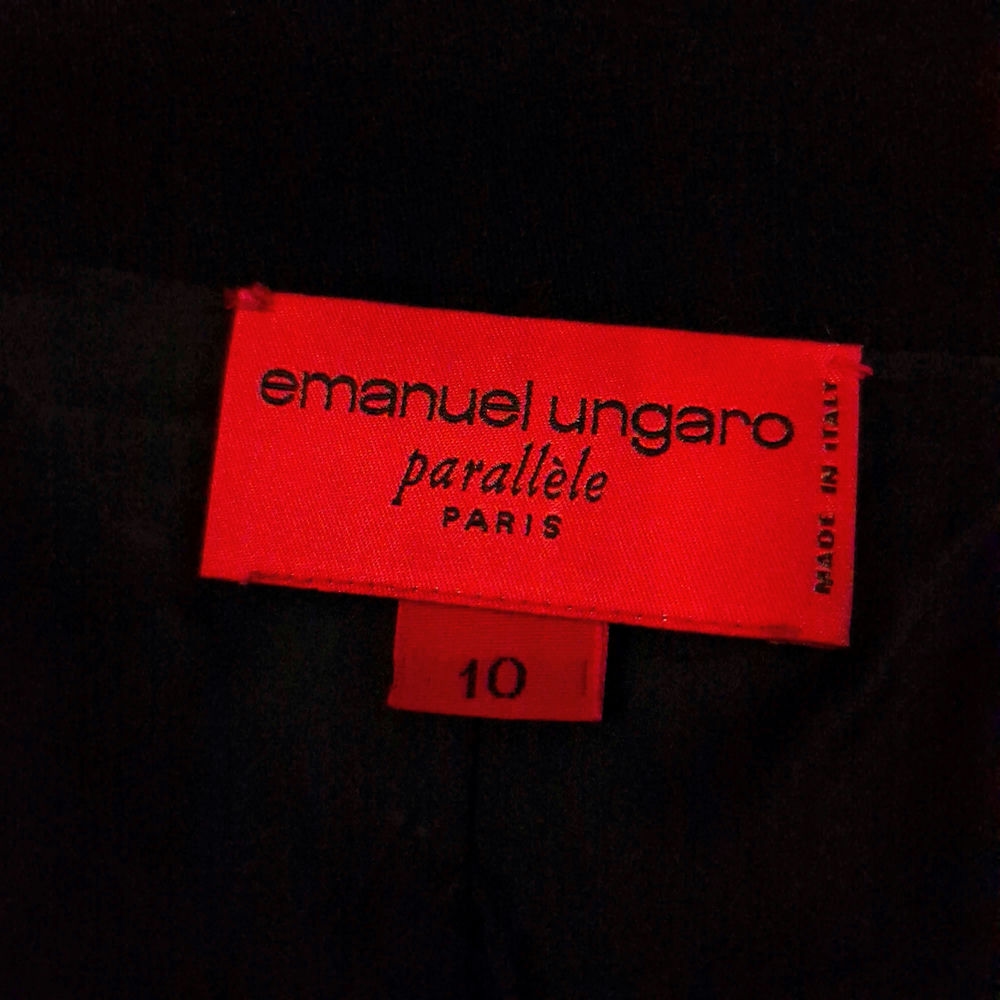 emanuel ungaro
parallèle
PARIS
MADE IN ITALY
10